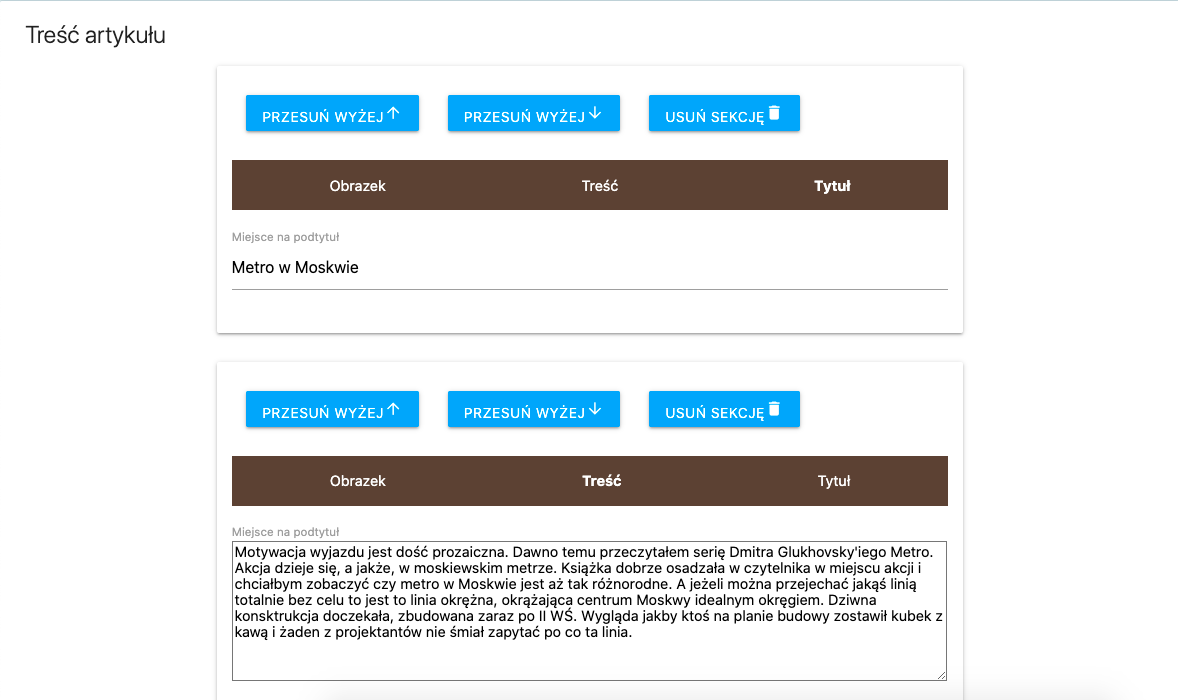 Treść artykułu
PRZESUŃ WYŻEJ PRZESUŃ WYŻEJ USUŃ SEKCJĘ
Obrazek Treść Tytuł
Miejsce na podtytuł
Metro w Moskwie
PRZESUŃ WYŻEJ PRZESUŃ WYŻEJ USUŃ SEKCJĘ
Obrazek Treść Tytuł
Miejsce na podtytuł
Motywacja wyjazdu jest dość prozaiczna. Dawno temu przeczytałem serię Dmitra Glukhovsky'iego Metro.
Akcja dzieje się, a jakże, w moskiewskim metrze. Książka dobrze osadzała w czytelnika w miejscu akcji i
chciałbym zobaczyć czy metro w Moskwie jest aż tak różnorodne. A jeżeli można przejechać jakąś linią
totalnie bez celu to jest to linia okrężna, okrążająca centrum Moskwy idealnym okręgiem. Dziwna
konsktrukcja doczekała, zbudowana zaraz po II WŚ. Wygląda jakby ktoś na planie budowy zostawił kubek z
kawą i żaden z projektantów nie śmiał zapytać po co ta linia.